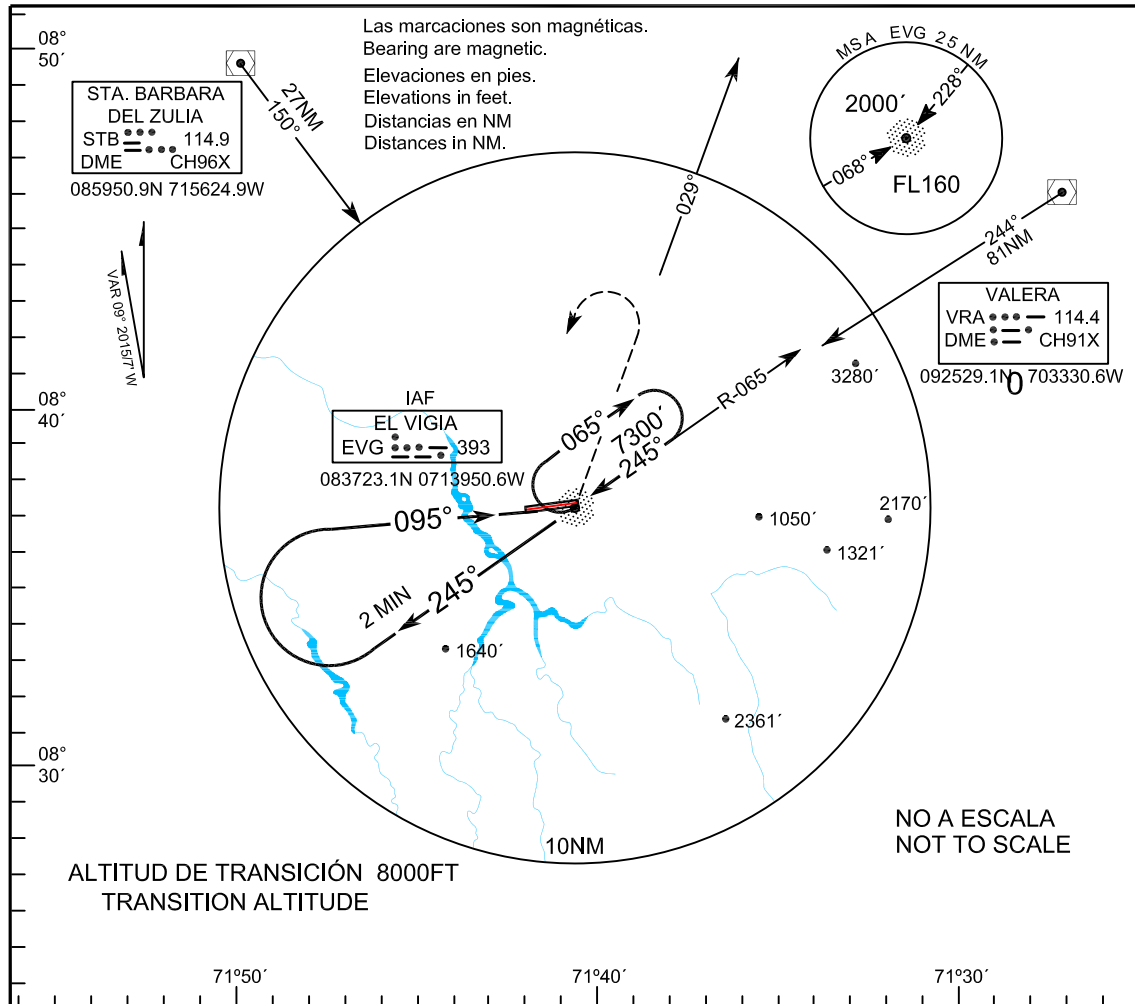 08°
50´
Las marcaciones son magnéticas.
Bearing are magnetic.
Elevaciones en pies.
Elevations in feet.
Distancias en NM
Distances in NM.
MSA EVG 25 NM
2000´
228°
068°
FL160
STA. BARBARA
DEL ZULIA
STB 114.9
DME CH96X
085950.9N 715624.9W
27NM
150°
029°
244°
81NM
VALERA
VRA 114.4
DME CH91X
092529.1N 703330.6W
0
VAR 09° 2015/7' W
3280´
R-065
08°
40´
IAF
EL VIGIA
EVG 393
083723.1N 0713950.6W
065°
7300´
245°
095°
1050´
2170´
1321´
245°
2 MIN
1640´
2361´
08°
30´
10NM
NO A ESCALA
NOT TO SCALE
ALTITUD DE TRANSICIÓN 8000FT
TRANSITION ALTITUDE
71º50´
71º40´
71º30´